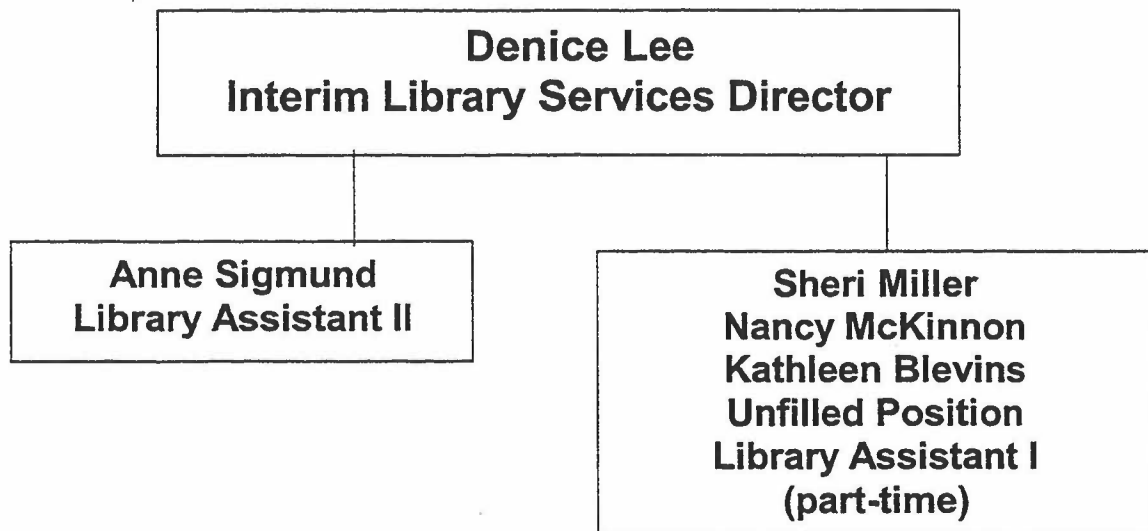 Denice Lee
Interim Library Services Director
Anne Sigmund
Library Assistant II
Sheri Miller
Nancy McKinnon
Kathleen Blevins
Unfilled Position
Library Assistant I
(part-time)